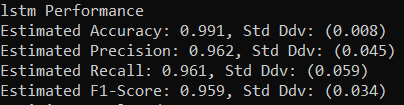 lstm Performance
Estimated Accuracy: 0.991, Std Ddv: (0.008)
Estimated Precision: 0.962, Std Ddv: (0.045)
Estimated Recall: 0.961, Std Ddv: (0.059)
Estimated F1-Score: 0.959, Std Ddv: (0.034)